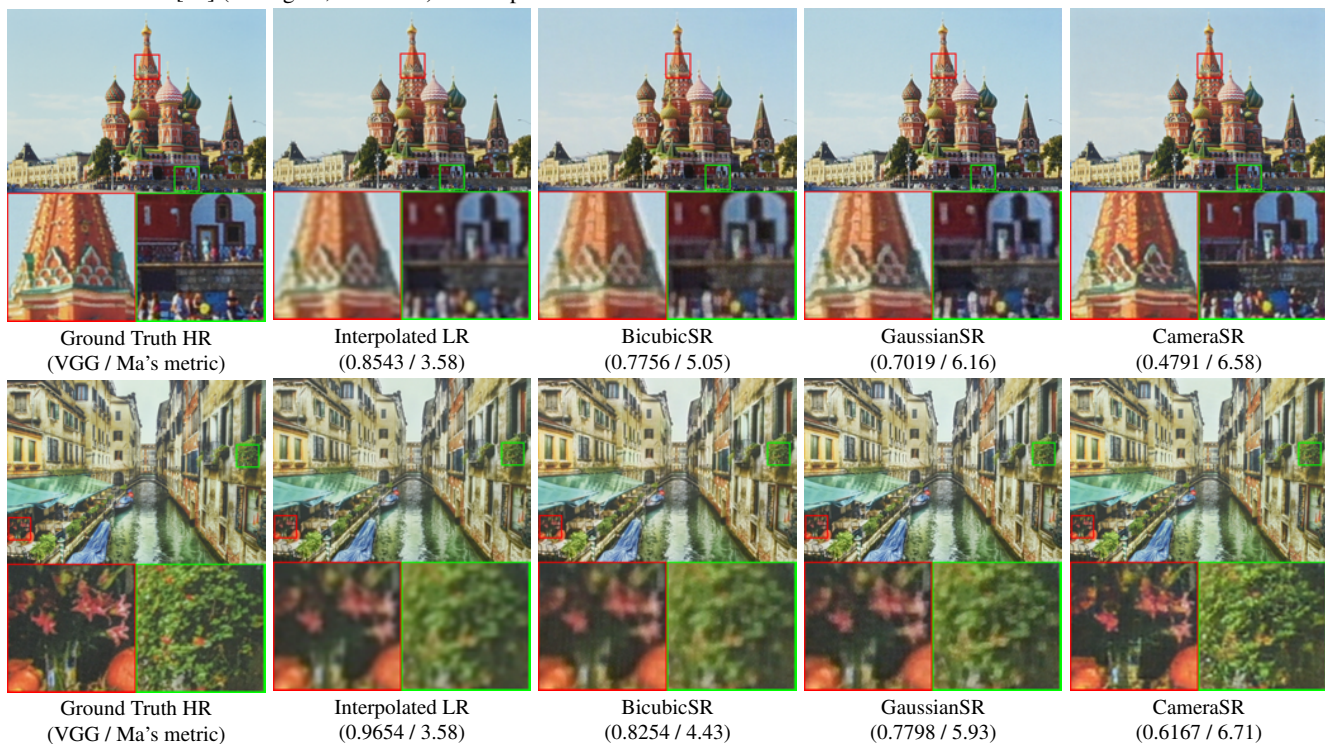 Ground Truth HR
(VGG / Ma's metric)
Interpolated LR
(0.8543 / 3.58)
BicubicSR
(0.7756 / 5.05)
GaussianSR
(0.7019 / 6.16)
CameraSR
(0.4791 / 6.58)
Ground Truth HR
(VGG / Ma's metric)
Interpolated LR
(0.9654 / 3.58)
BicubicSR
(0.8254 / 4.43)
GaussianSR
(0.7798 / 5.93)
CameraSR
(0.6167 / 6.71)